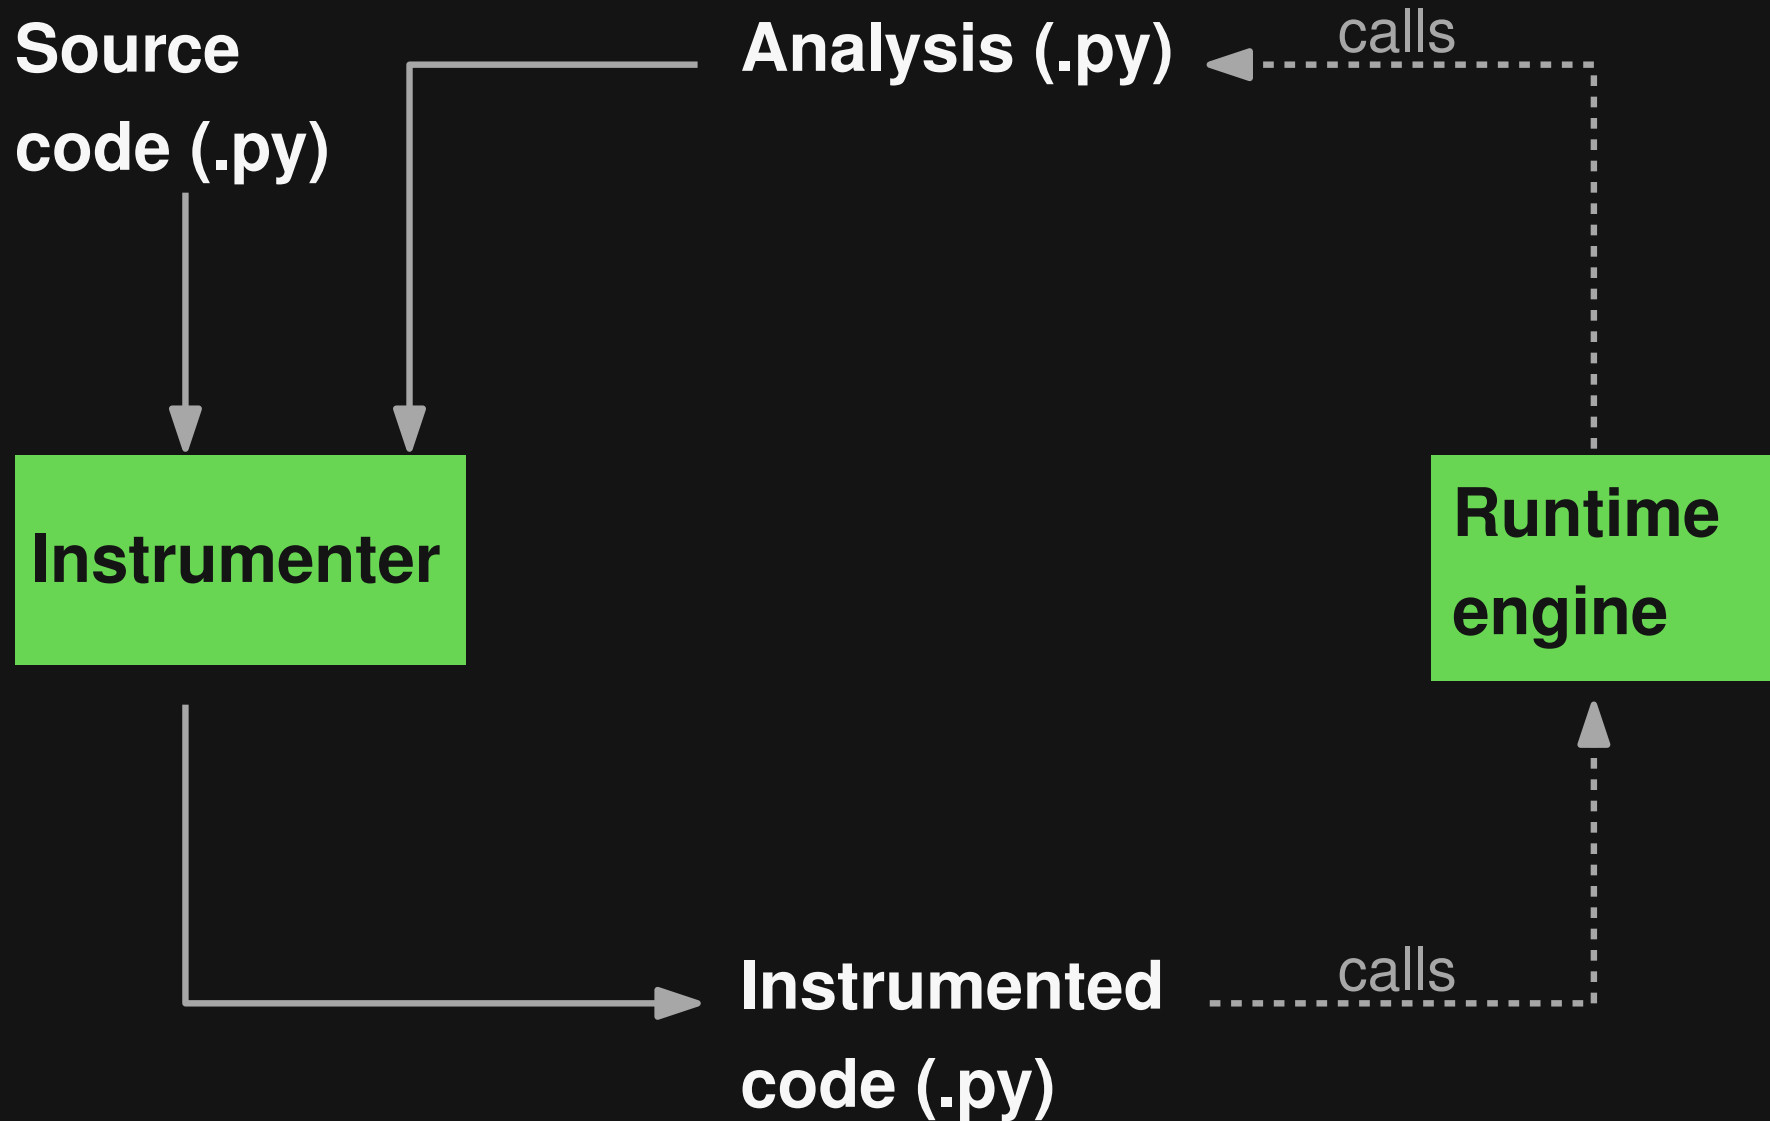 Source
code (.py)
Analysis (.py)
calls
Instrumenter
Runtime
engine
Instrumented
code (.py)
calls